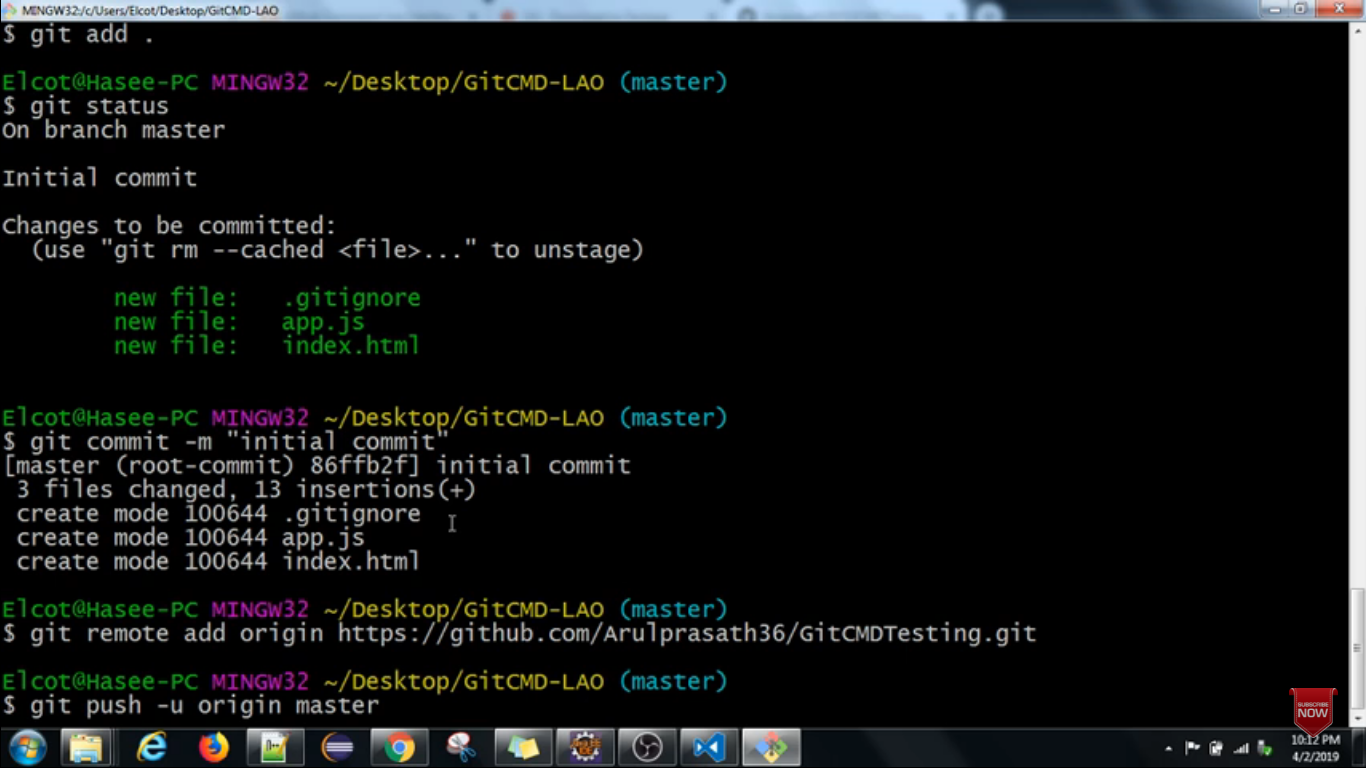 MINGW32:/c/Users/Elcot/Desktop/GitCMD-LAO
$ git add .
Elcot@Hasee-PC MINGW32 ~/Desktop/GitCMD-LAO (master)
$ git status
On branch master
Initial commit
Changes to be committed:
(use "git rm --cached <file>..." to unstage)
new file: .gitignore
new file: app.js
new file: index.html
Elcot@Hasee-PC MINGW32 ~/Desktop/GitCMD-LAO (master)
$ git commit -m "initial commit"
[master (root-commit) 86ffb2f] initial commit
3 files changed, 13 insertions(+)
create mode 100644 .gitignore
create mode 100644 app.js
create mode 100644 index.html
Elcot@Hasee-PC MINGW32 ~/Desktop/GitCMD-LAO (master)
$ git remote add origin https://github.com/Arulprasath36/GitCMDTesting.git
Elcot@Hasee-PC MINGW32 ~/Desktop/GitCMD-LAO (master)
$ git push -u origin master
SUBSCRIBE
NOW
10:12 PM
4/2/2019